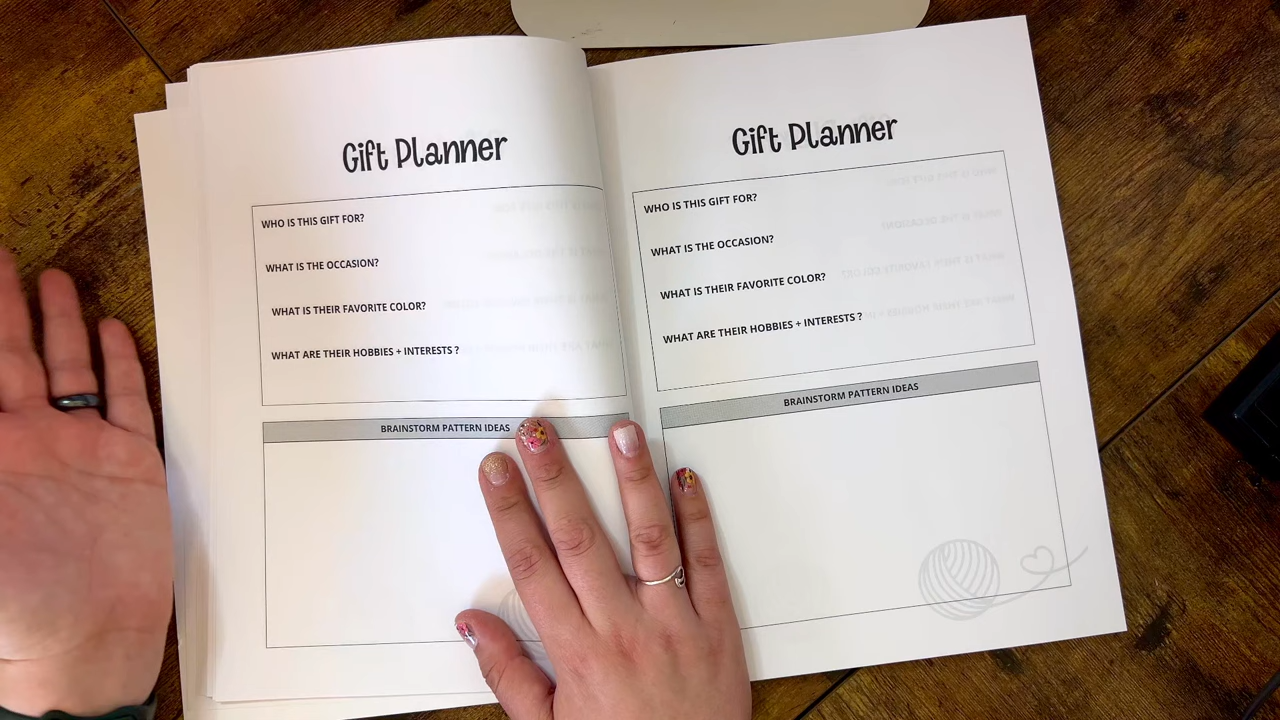 Gift Planner
WHO IS THIS GIFT FOR?
WHAT IS THE OCCASION?
WHAT IS THEIR FAVORITE COLOR?
WHAT ARE THEIR HOBBIES + INTERESTS ?
BRAINSTORM PATTERN IDEAS
Gift Planner
WHO IS THIS GIFT FOR?
WHAT IS THE OCCASION?
WHAT IS THEIR FAVORITE COLOR?
WHAT ARE THEIR HOBBIES + INTERESTS ?
BRAINSTORM PATTERN IDEAS